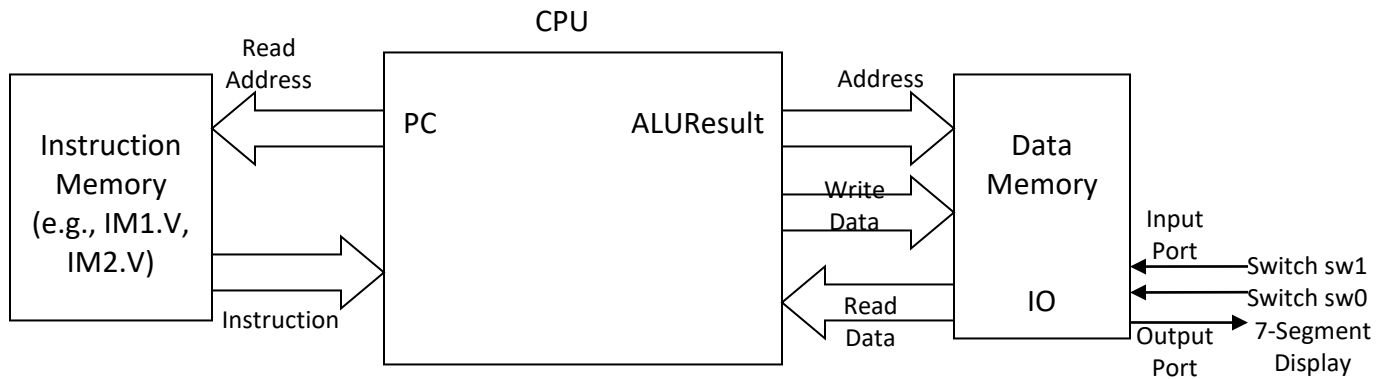 CPU
Read
Address
PC
Instruction
Memory
(e.g., IM1.V,
IM2.V)
Instruction
ALUResult
Address
Write
Data
Read
Data
Data
Memory
IO
Input
Port
Switch sw1
Switch sw0
Output
Port
7-Segment
Display